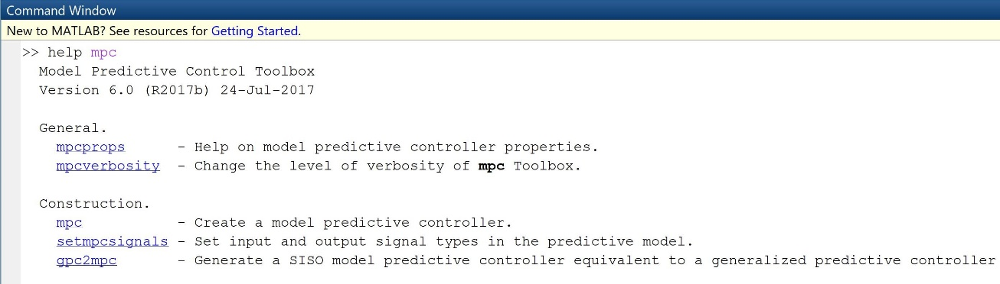 Command Window
New to MATLAB? See resources for Getting Started.
>> help mpc
Model Predictive Control Toolbox
Version 6.0 (R2017b) 24-Jul-2017
General.
mpcprops - Help on model predictive controller properties.
mpcverbosity - Change the level of verbosity of mpc Toolbox.
Construction.
mpc - Create a model predictive controller.
setmpcsignals - Set input and output signal types in the predictive model.
gpc2mpc - Generate a SISO model predictive controller equivalent to a generalized predictive controller